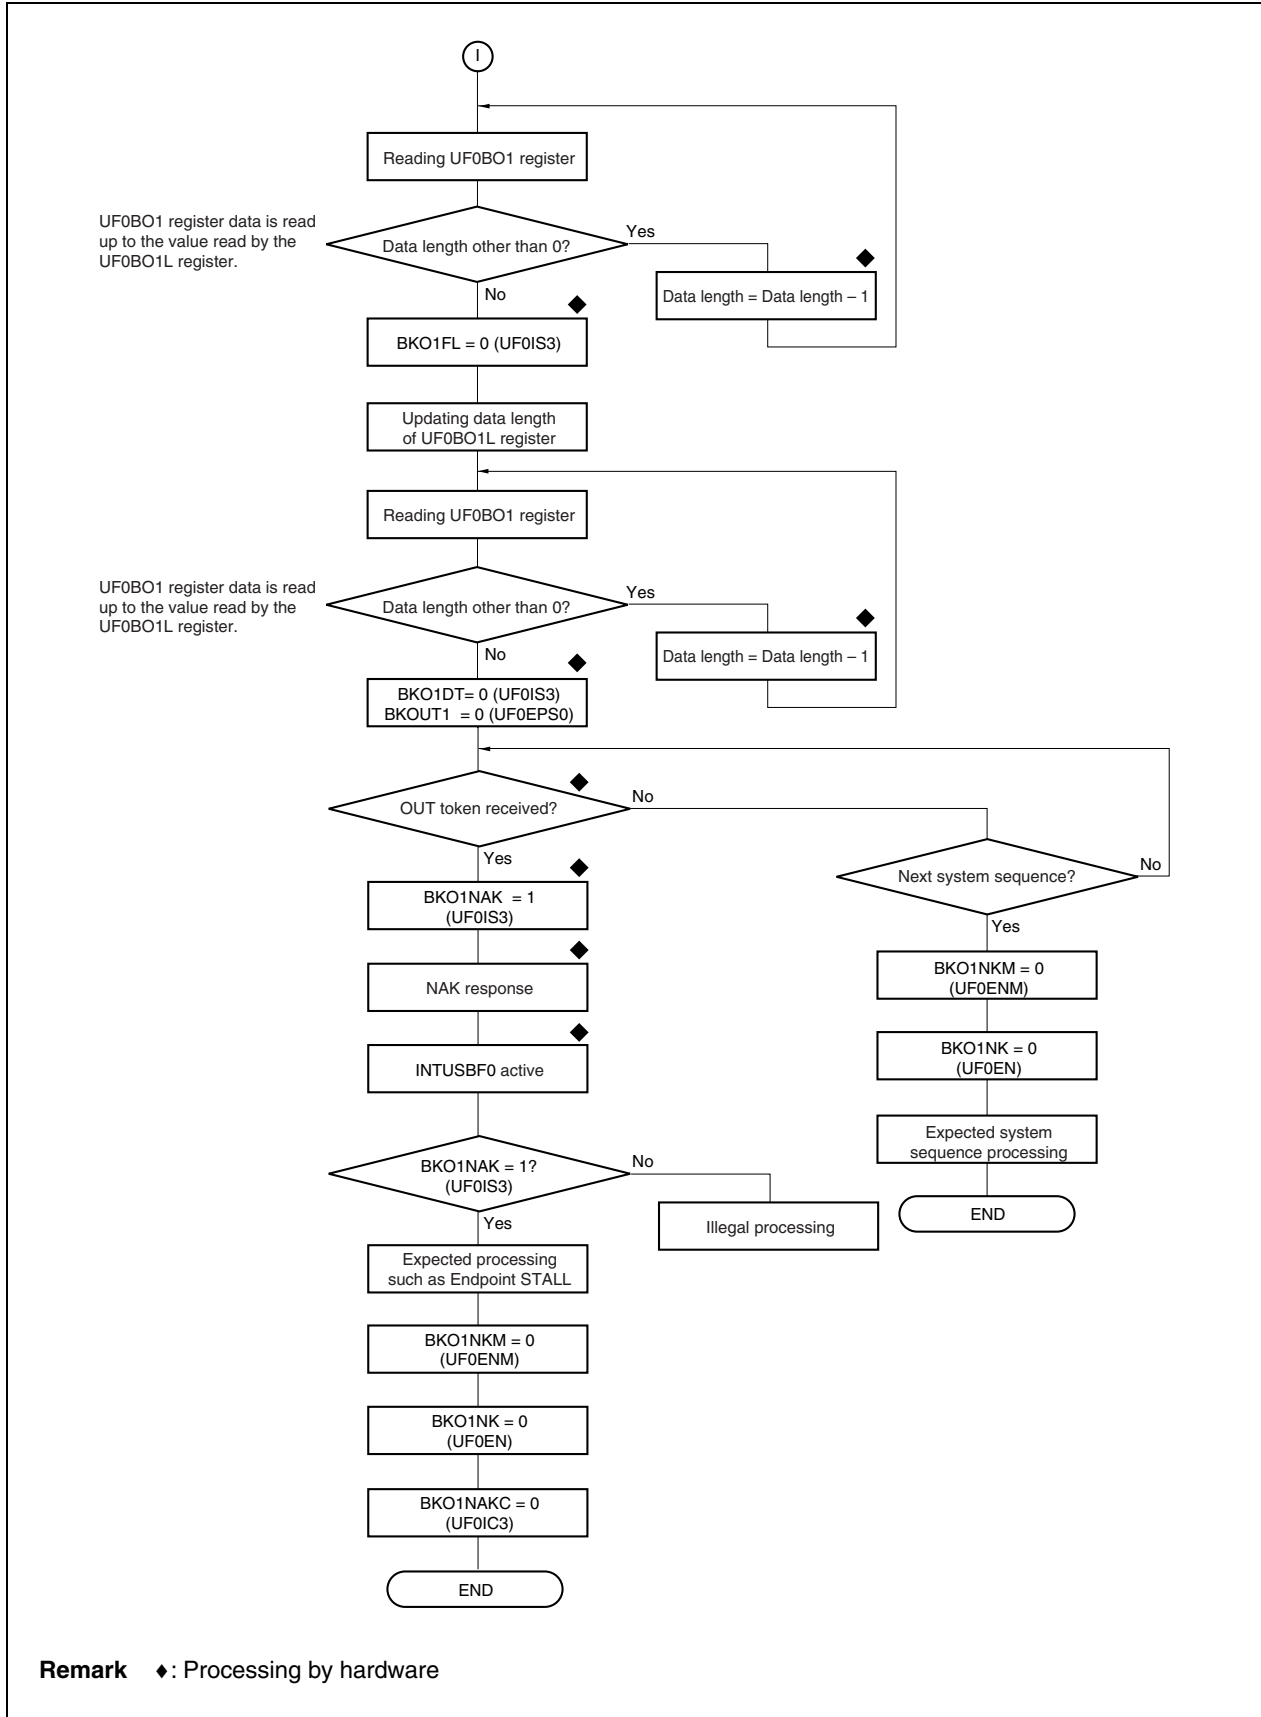 I
Reading UF0BO1 register
UF0BO1 register data is read
up to the value read by the
UF0BO1L register.
Data length other than 0?
Yes
No
Data length = Data length – 1
BKO1FL = 0 (UF0IS3)
Updating data length
of UF0BO1L register
Reading UF0BO1 register
UF0BO1 register data is read
up to the value read by the
UF0BO1L register.
Data length other than 0?
Yes
No
Data length = Data length – 1
BKO1DT= 0 (UF0IS3)
BKOUT1 = 0 (UF0EPS0)
OUT token received?
No
Yes
Next system sequence?
No
Yes
BKO1NAK = 1
(UF0IS3)
NAK response
INTUSBF0 active
BKO1NKM = 0
(UF0ENM)
BKO1NK = 0
(UF0EN)
Expected system
sequence processing
END
BKO1NAK = 1?
(UF0IS3)
No
Yes
Illegal processing
Expected processing
such as Endpoint STALL
BKO1NKM = 0
(UF0ENM)
BKO1NK = 0
(UF0EN)
BKO1NAKC = 0
(UF0IC3)
END
Remark ♦: Processing by hardware